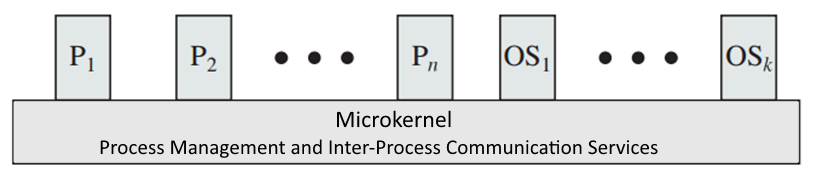 P1 P2 • • • Pn OS1 • • • OSk
Microkernel
Process Management and Inter-Process Communication Services